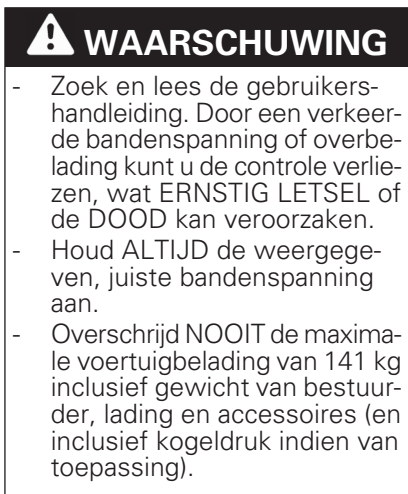 WAARSCHUWING
- Zoek en lees de gebruikers-
handleiding. Door een verkeer-
de bandenspanning of overbe-
lading kunt u de controle verlie-
zen, wat ERNSTIG LETSEL of
de DOOD kan veroorzaken.
- Houd ALTIJD de weergege-
ven, juiste bandenspanning
aan.
- Overschrijd NOOIT de maxima-
le voertuigbelading van 141 kg
inclusief gewicht van bestuur-
der, lading en accessoires (en
inclusief kogeldruk indien van
toepassing).